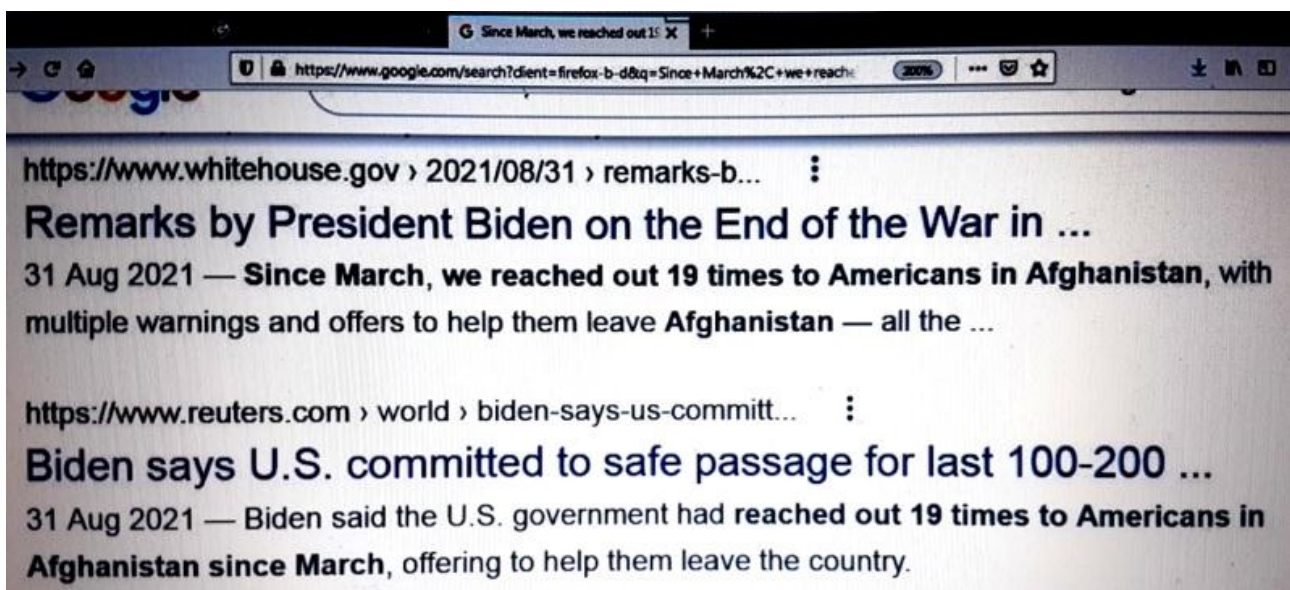 G Since March, we reached out 19
https://www.google.com/search?client=firefox-b-d&q=Since+March%2C+we+reache
200%
Google
https://www.whitehouse.gov › 2021/08/31 › remarks-b...
Remarks by President Biden on the End of the War in ...
31 Aug 2021 — Since March, we reached out 19 times to Americans in Afghanistan, with
multiple warnings and offers to help them leave Afghanistan — all the ...
https://www.reuters.com › world › biden-says-us-committ...
Biden says U.S. committed to safe passage for last 100-200 ...
31 Aug 2021 — Biden said the U.S. government had reached out 19 times to Americans in
Afghanistan since March, offering to help them leave the country.